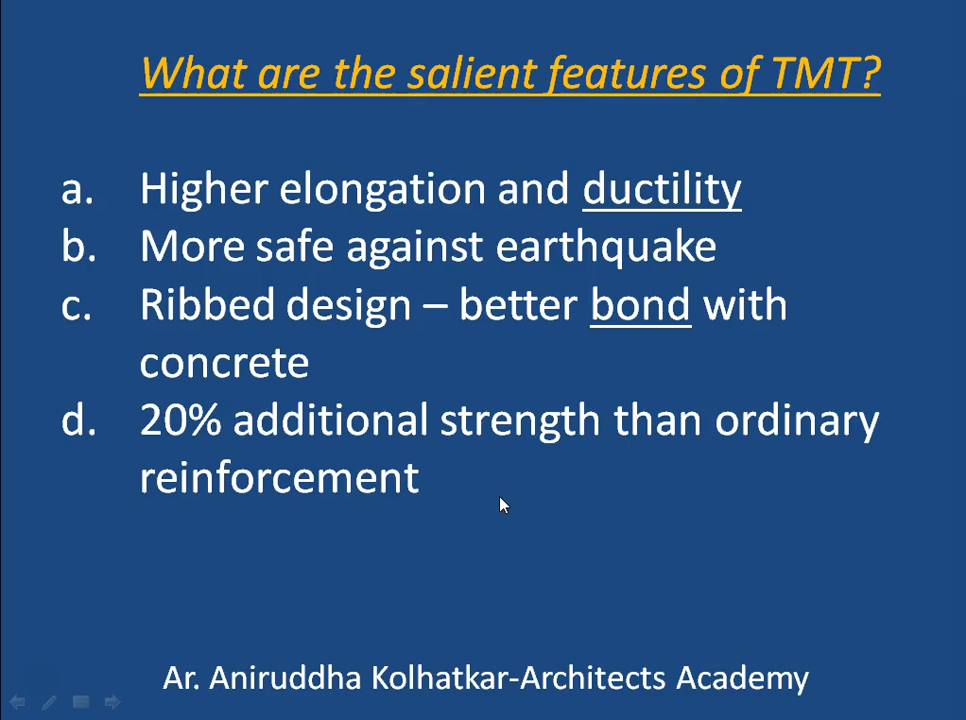 What are the salient features of TMT?
a. Higher elongation and ductility
b. More safe against earthquake
c. Ribbed design – better bond with
concrete
d. 20% additional strength than ordinary
reinforcement
Ar. Aniruddha Kolhatkar-Architects Academy